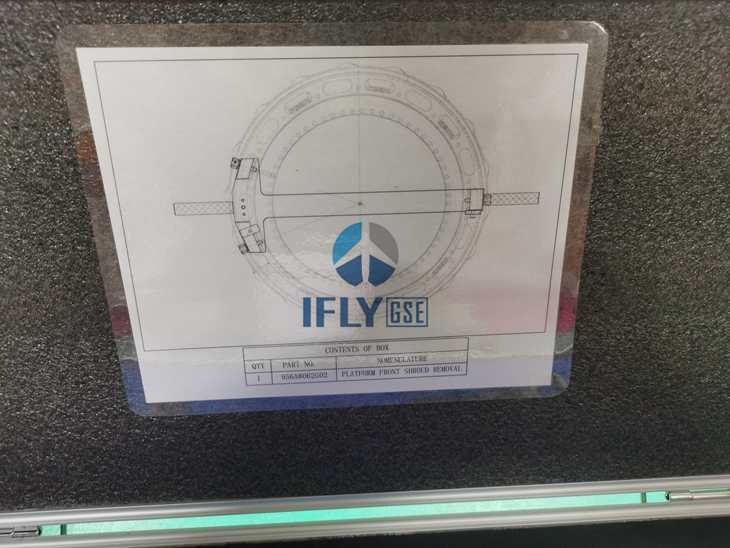 IFLY GSE
CONTENTS OF BOX
QTY PART NO. NOMENCLATURE
1 956A8062G02 PLATFORM FRONT SHROUD REMOVAL